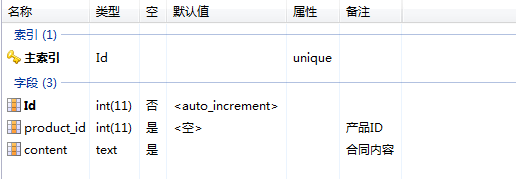 名称 类型 空 默认值 属性 备注
索引 (1)
主索引 Id unique
字段 (3)
Id int(11) 否 <auto_increment>
product_id int(11) 是 <空> 产品ID
content text 是 合同内容